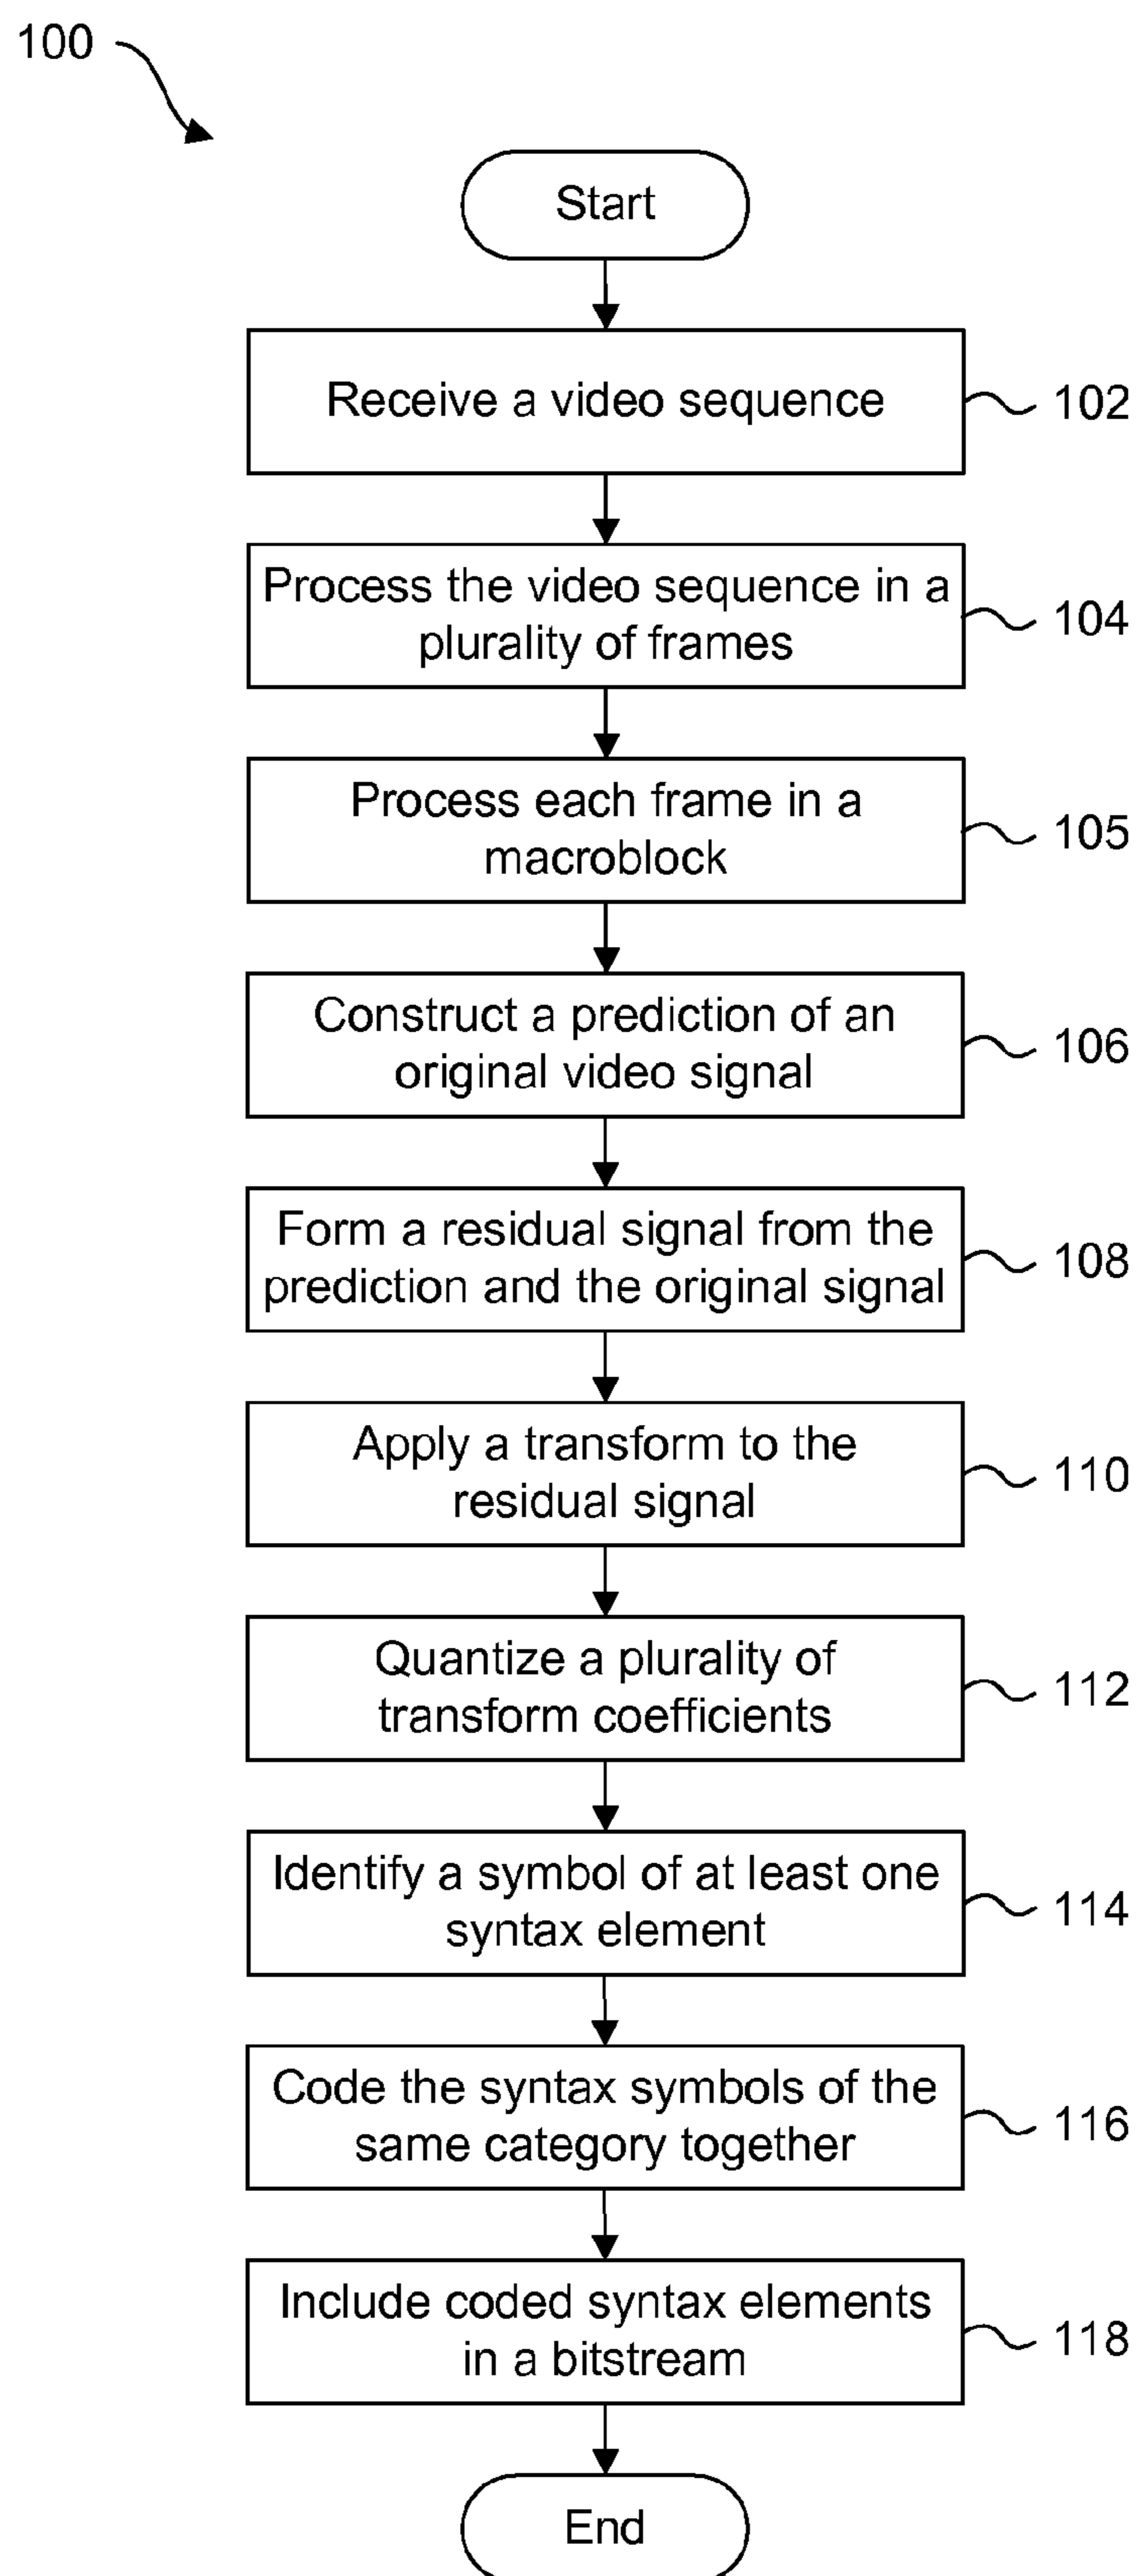 100
Start
Receive a video sequence
102
Process the video sequence in a
plurality of frames
104
Process each frame in a
macroblock
105
Construct a prediction of an
original video signal
106
Form a residual signal from the
prediction and the original signal
108
Apply a transform to the
residual signal
110
Quantize a plurality of
transform coefficients
112
Identify a symbol of at least one
syntax element
114
Code the syntax symbols of the
same category together
116
Include coded syntax elements
in a bitstream
118
End